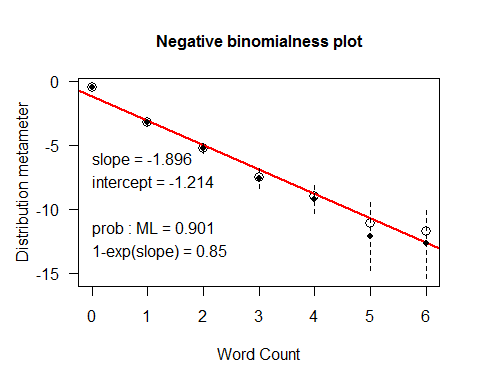 Negative binomialness plot
Distribution metameter
0
-5
-10
-15
slope = -1.896
intercept = -1.214
prob : ML = 0.901
1-exp(slope) = 0.85
0 1 2 3 4 5 6
Word Count